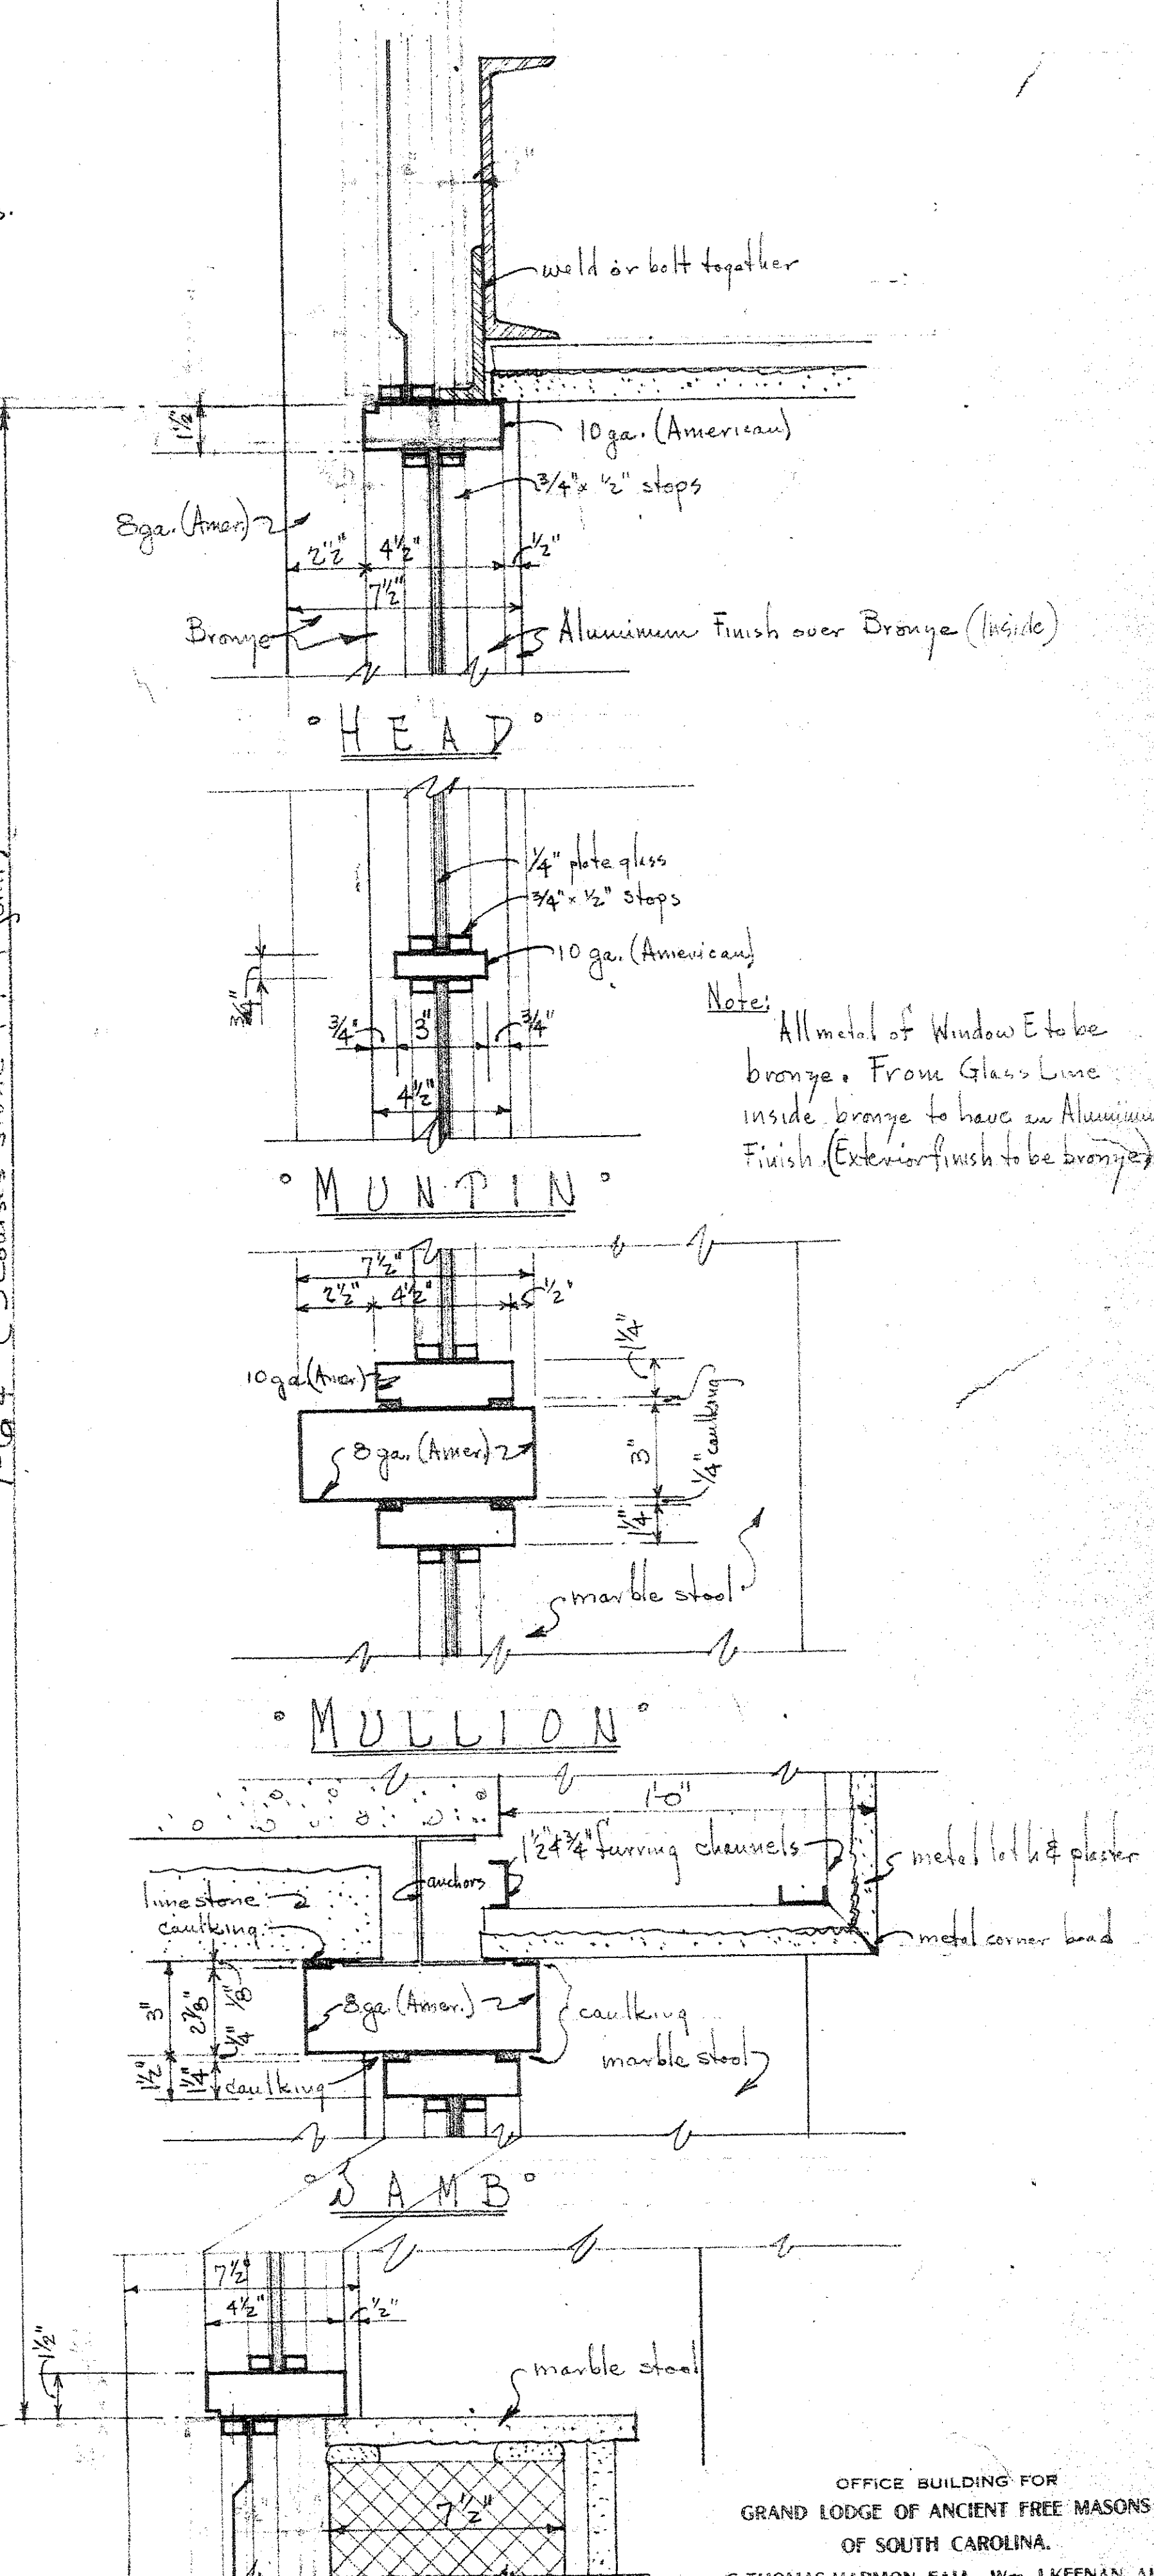 weld or bolt together
1½"
10 ga. (American)
3/4" x 1/2" stops
8 ga. (Amer.)
2½" 4½" ½"
7½"
Bronze
Aluminum Finish over Bronze (Inside)
°HEAD°
1/4" plate glass
3/4" x 1/2" stops
10 ga. (American)
3/4"
3/4" 3" 3/4"
4½"
Note:
All metal of Window E to be
bronze. From Glass Line
inside bronze to have an Aluminum
Finish. (Exterior finish to be bronze)
°MUNTIN°
7½"
2½" 4½" ½"
1¼"
10 ga. (Amer.)
8 ga. (Amer.)
3"
1/4" caulking
1¼"
marble stool
°MULLION°
1'-0"
1½" & 3/4" furring channels
metal lath & plaster
anchors
limestone
caulking
metal corner bead
3" 2⅞" ⅛"
8 ga. (Amer.)
caulking
1/4"
marble stool
1½" 1¼" caulking
°JAMB°
7½"
4½" ½"
1½"
marble stool
7½"
OFFICE BUILDING FOR
GRAND LODGE OF ANCIENT FREE MASONS
OF SOUTH CAROLINA.